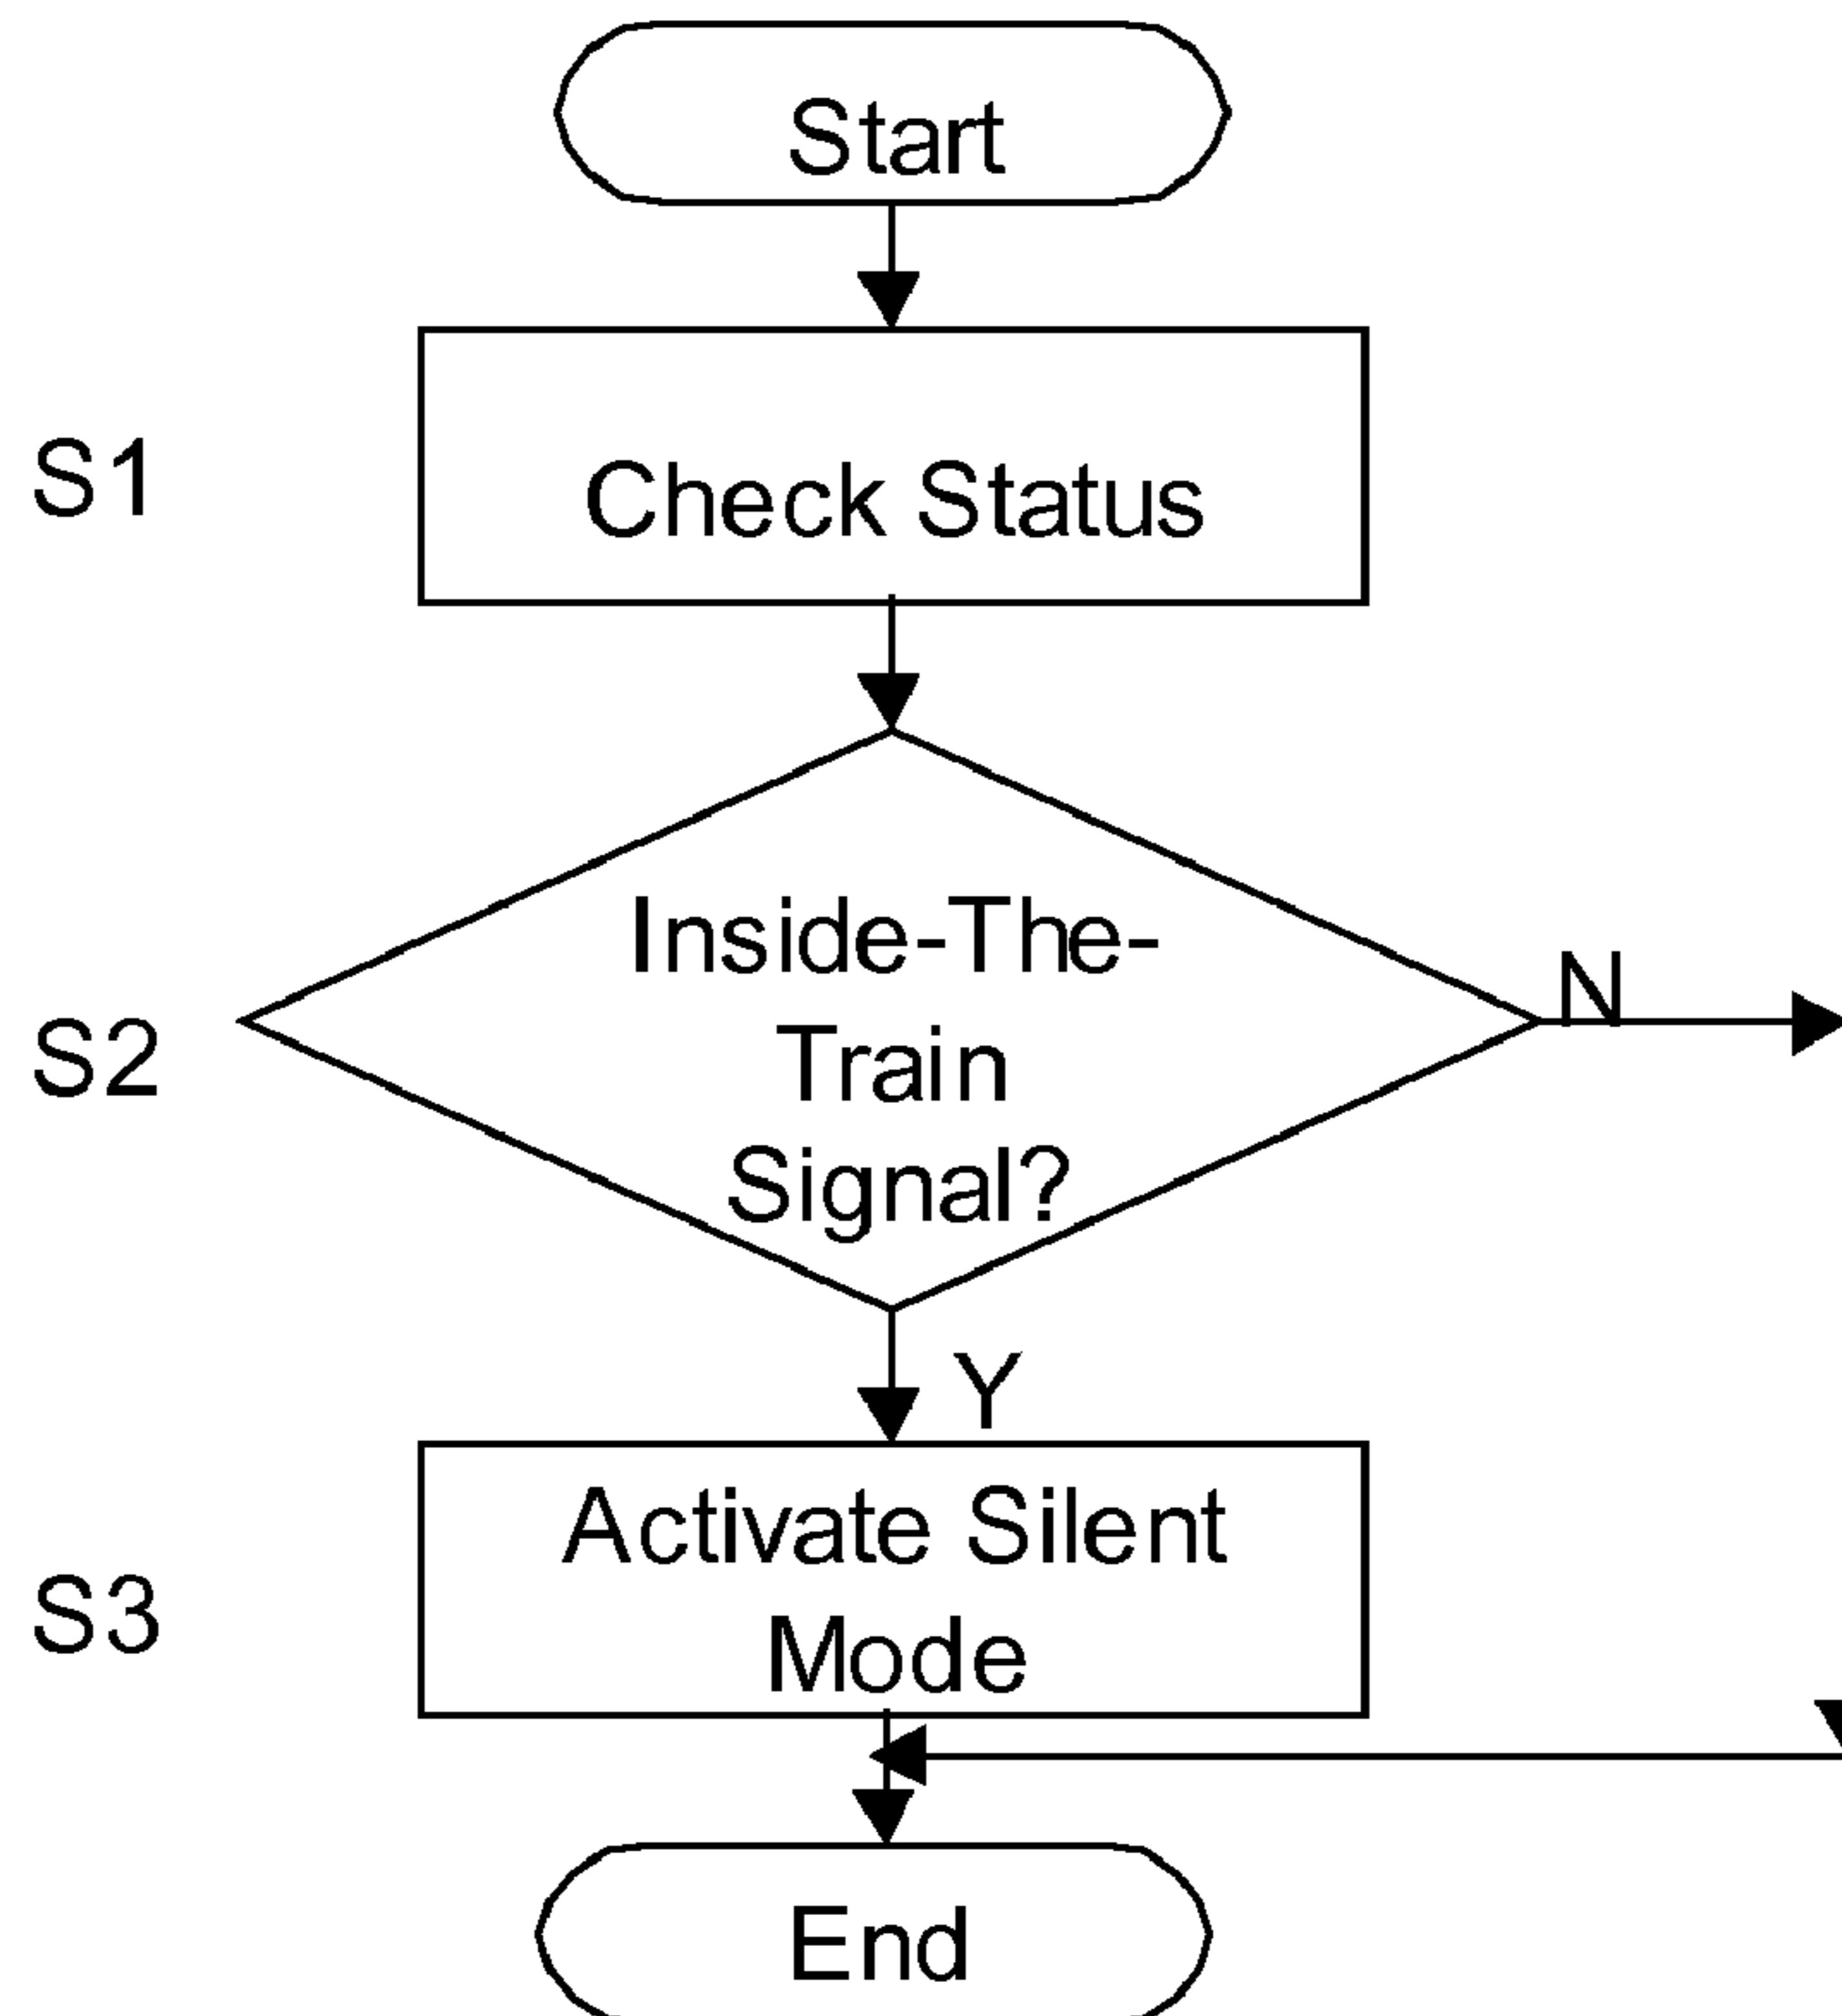 Start
S1
Check Status
Inside-The-
N
S2
Train
Signal?
Y
Activate Silent
S3
Mode
End